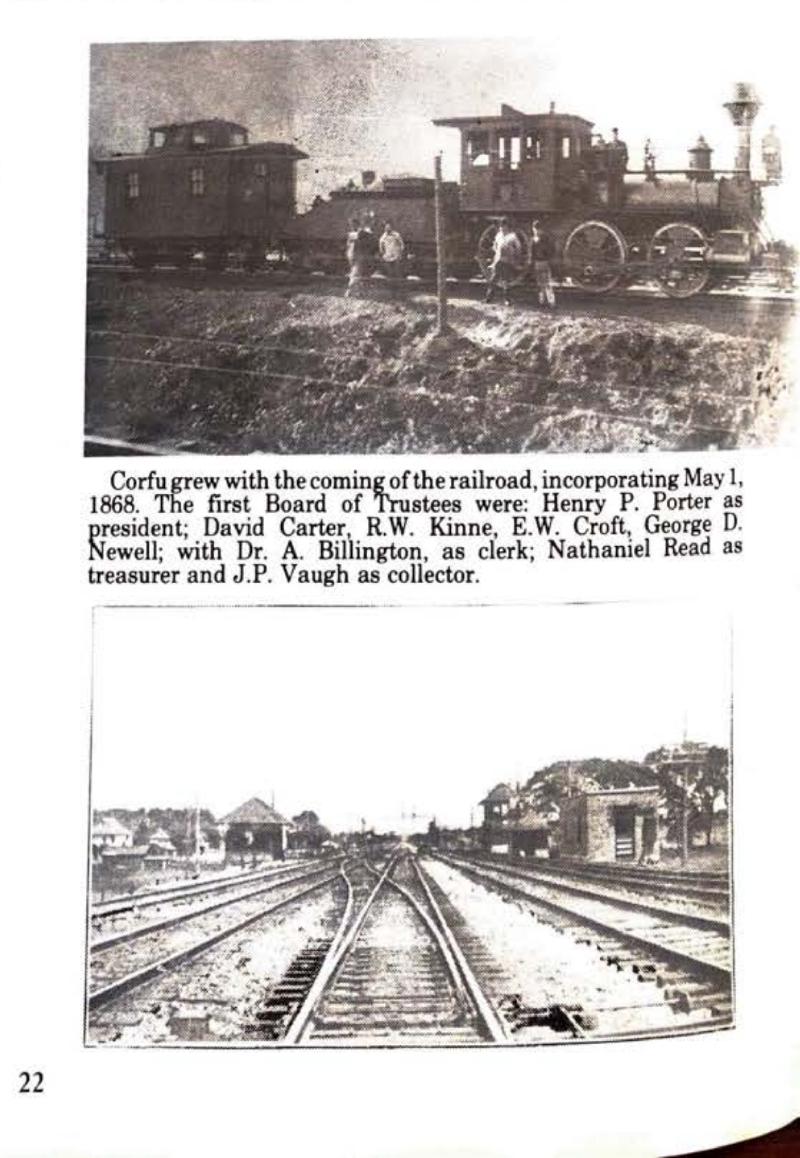 Corfu grew with the coming of the railroad, incorporating May 1,
1868. The first Board of Trustees were: Henry P. Porter as
president; David Carter, R.W. Kinne, E.W. Croft, George D.
Newell; with Dr. A. Billington, as clerk; Nathaniel Read as
treasurer and J.P. Vaugh as collector.
22